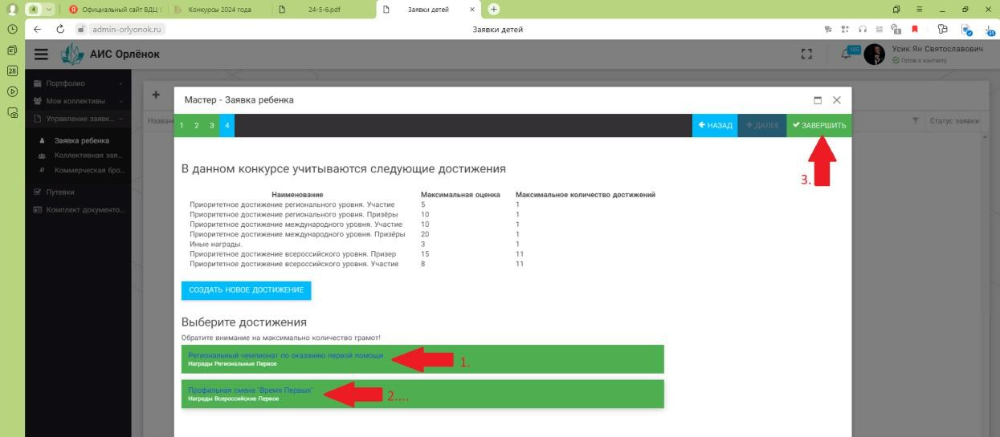 4
Официальный сайт ВДЦ С
Конкурсы 2024 года
24-5-6.pdf
Заявки детей
admin-orlyonok.ru
Заявки детей
31
28
АИС Орлёнок
105
Усик Ян Святославович
Готов к контакту
Портфолио
Мои коллективы
Управление заявк...
Заявка ребенка
Коллективная зая...
Коммерческая бро...
Путевки
Комплект документо...
Назван
Статус заявки
Мастер - Заявка ребенка
1 2 3 4
НАЗАД
ДАЛЕЕ
ЗАВЕРШИТЬ
3.
В данном конкурсе учитываются следующие достижения
Наименование Максимальная оценка Максимальное количество достижений
Приоритетное достижение регионального уровня. Участие 5 1
Приоритетное достижение регионального уровня. Призёры 10 1
Приоритетное достижение международного уровня. Участие 10 1
Приоритетное достижение международного уровня. Призёры 20 1
Иные награды. 3 1
Приоритетное достижение всероссийского уровня. Призер 15 11
Приоритетное достижение всероссийского уровня. Участие 8 11
СОЗДАТЬ НОВОЕ ДОСТИЖЕНИЕ
Выберите достижения
Обратите внимание на максимально количество грамот!
Региональный чемпионат по оказанию первой помощи
Награды Региональные Первое
1.
Профильная смена "Время Первых"
Награды Всероссийские Первое
2....